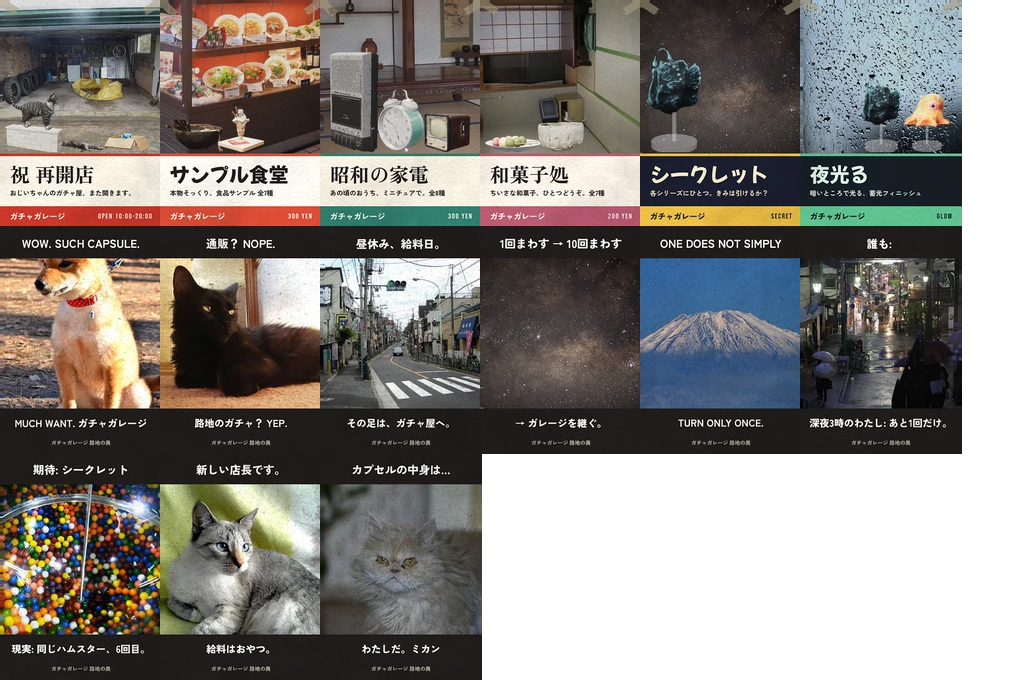 祝 再開店
おじいちゃんのガチャ屋、また開きます。
ガチャガレージ OPEN 10:00-20:00
サンプル食堂
本物そっくり、食品サンプル 全7種
ガチャガレージ 300 YEN
昭和の家電
あの頃のおうち、ミニチュアで。全8種
ガチャガレージ 300 YEN
和菓子処
ちいさな和菓子、ひとつどうぞ。全7種
ガチャガレージ 200 YEN
シークレット
各シリーズにひとつ。きみは引けるか？
ガチャガレージ SECRET
夜光る
暗いところで光る、蓄光フィニッシュ
ガチャガレージ GLOW
WOW. SUCH CAPSULE.
MUCH WANT. ガチャガレージ
ガチャガレージ 路地の奥
通販？ NOPE.
路地のガチャ？ YEP.
ガチャガレージ 路地の奥
昼休み、給料日。
その足は、ガチャ屋へ。
ガチャガレージ 路地の奥
1回まわす → 10回まわす
→ ガレージを継ぐ。
ガチャガレージ 路地の奥
ONE DOES NOT SIMPLY
TURN ONLY ONCE.
ガチャガレージ 路地の奥
誰も:
深夜3時のわたし: あと1回だけ。
ガチャガレージ 路地の奥
期待: シークレット
現実: 同じハムスター、6回目。
ガチャガレージ 路地の奥
新しい店長です。
給料はおやつ。
ガチャガレージ 路地の奥
カプセルの中身は…
わたしだ。ミカン
ガチャガレージ 路地の奥